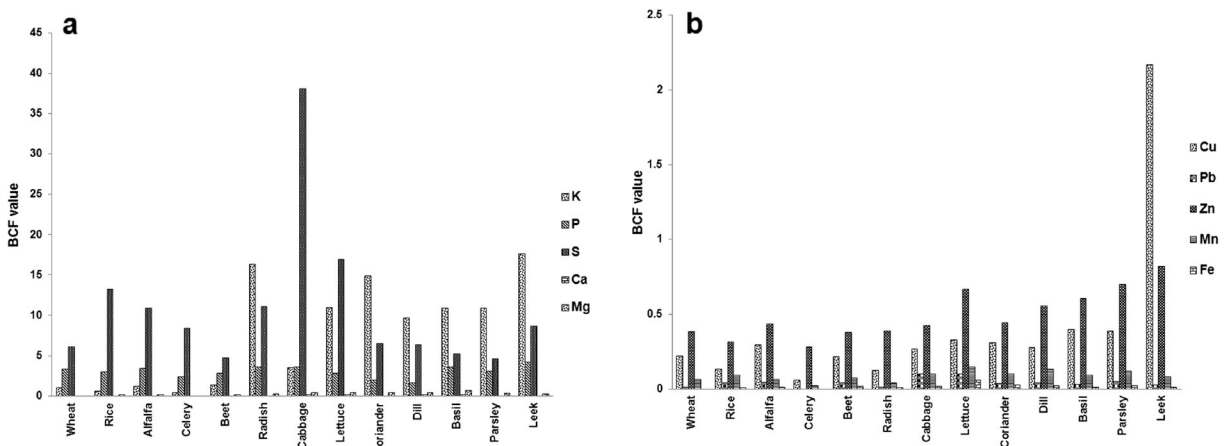 a
BCF value
45
40
35
30
25
20
15
10
5
0
Wheat
Rice
Alfalfa
Celery
Beet
Radish
Cabbage
Lettuce
Coriander
Dill
Basil
Parsley
Leek
K
P
S
Ca
Mg
b
BCF value
2.5
2
1.5
1
0.5
0
Wheat
Rice
Alfalfa
Celery
Beet
Radish
Cabbage
Lettuce
Coriander
Dill
Basil
Parsley
Leek
Cu
Pb
Zn
Mn
Fe